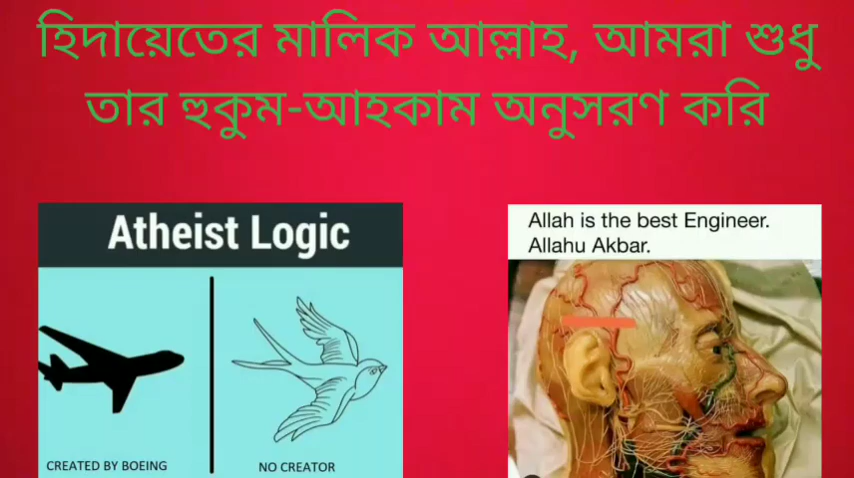 হিদায়েতের মালিক আল্লাহ, আমরা শুধু
তার হুকুম-আহকাম অনুসরণ করি
Atheist Logic
CREATED BY BOEING
NO CREATOR
Allah is the best Engineer.
Allahu Akbar.